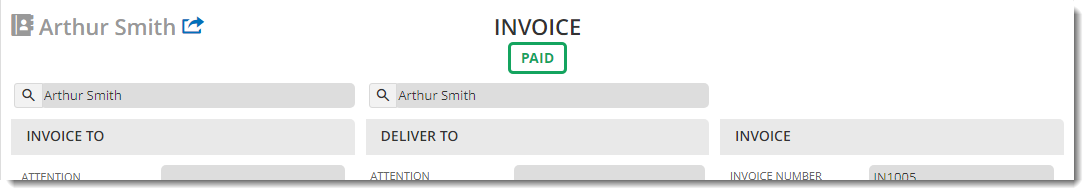 Arthur Smith
INVOICE
PAID
Arthur Smith
Arthur Smith
INVOICE TO
DELIVER TO
INVOICE
ATTENTION
ATTENTION
INVOICE NUMBER
IN1005